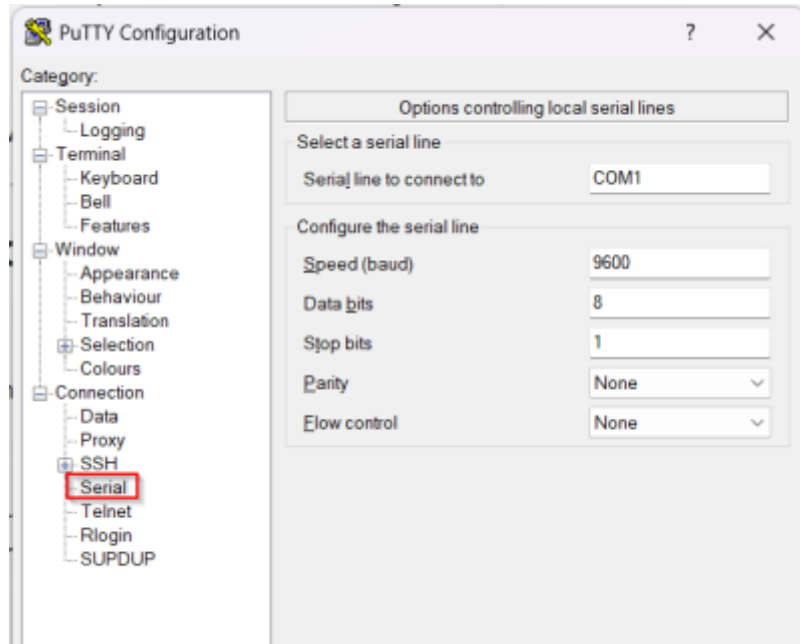 PuTTY Configuration
?
Category:
Session
Logging
Terminal
Keyboard
Bell
Features
Window
Appearance
Behaviour
Translation
Selection
Colours
Connection
Data
Proxy
SSH
Serial
Telnet
Rlogin
SUPDUP
Options controlling local serial lines
Select a serial line
Serial line to connect to COM1
Configure the serial line
Speed (baud) 9600
Data bits 8
Stop bits 1
Parity None
Flow control None